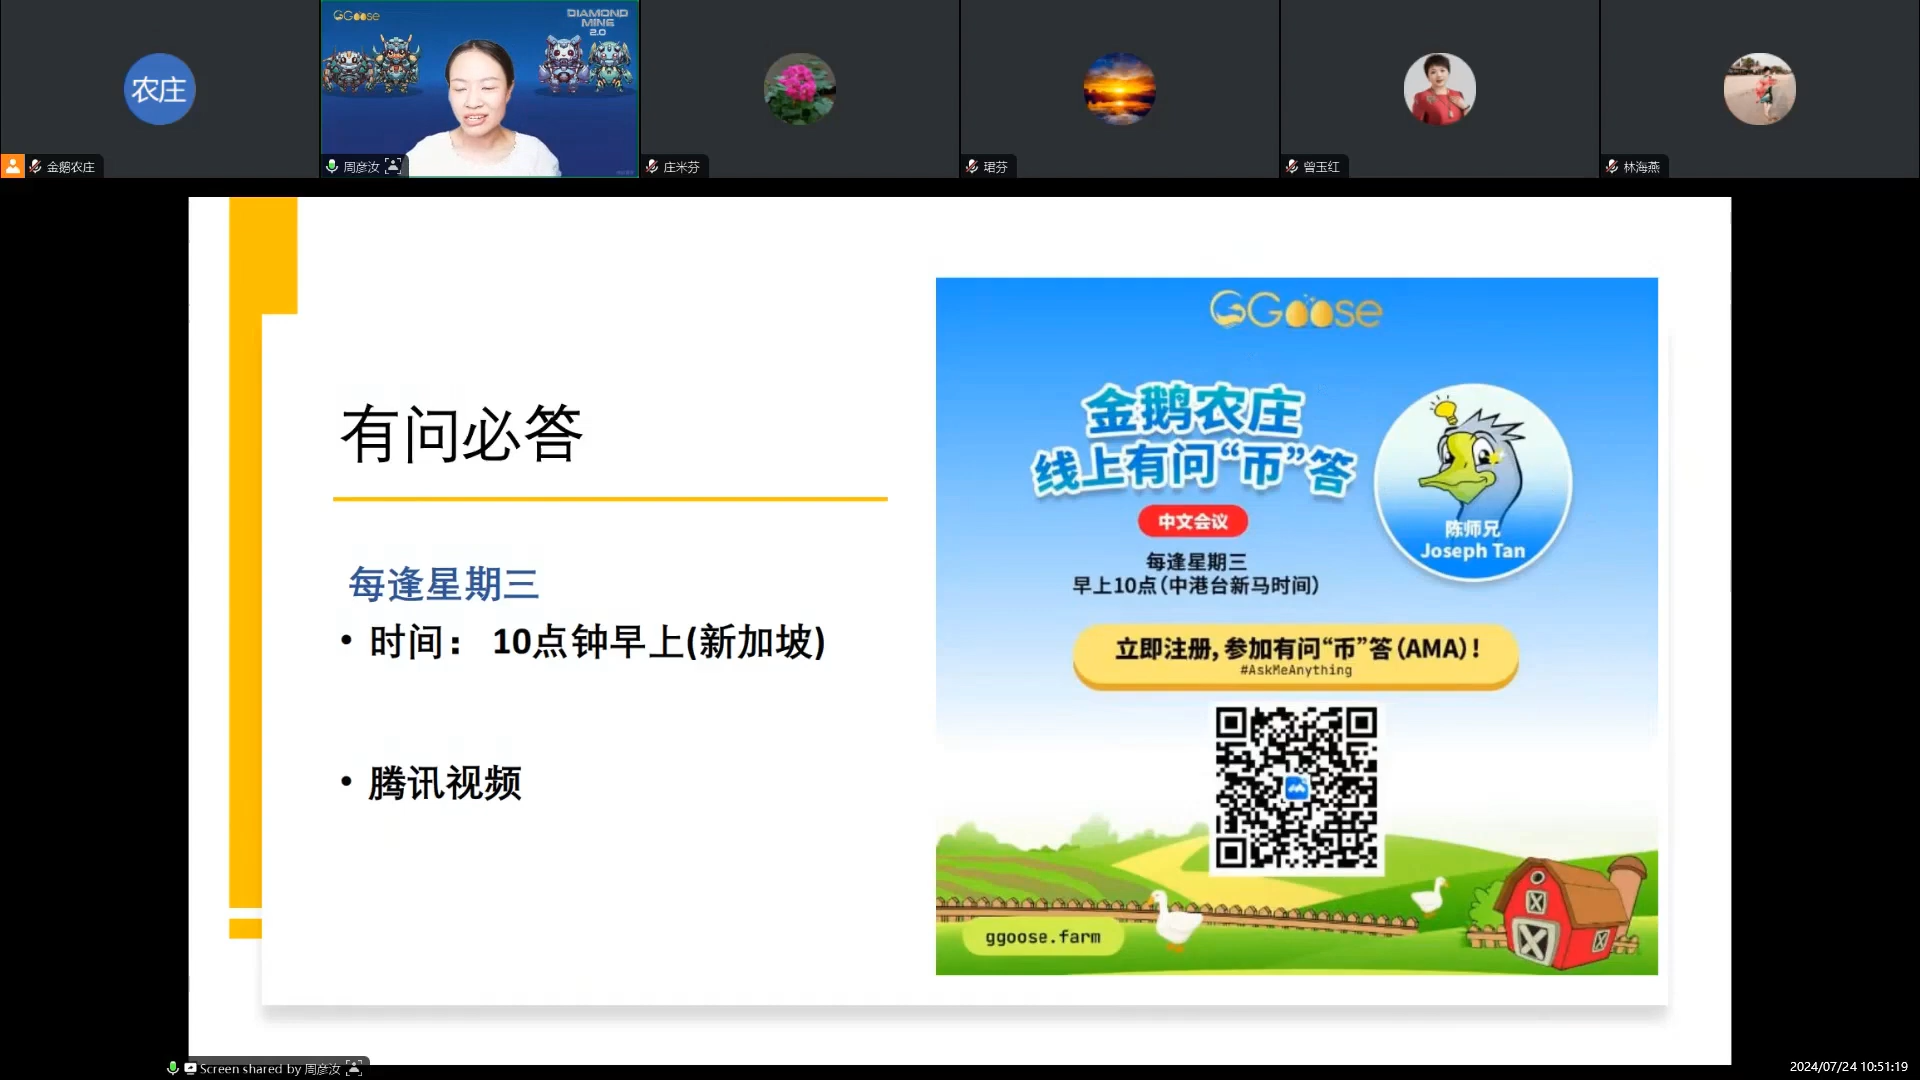 农庄
GGoose
DIAMOND
MINE
2.0
金鹅农庄
周彦汝
庄米芬
珺芬
曾玉红
林海燕
有问必答
每逢星期三
• 时间： 10点钟早上(新加坡)
• 腾讯视频
GGoose
金鹅农庄
线上有问“币”答
中文会议
每逢星期三
早上10点(中港台新马时间)
陈师兄
Joseph Tan
立即注册, 参加有问“币”答 (AMA) !
#AskMeAnything
ggoose.farm
Screen shared by 周彦汝
2024/07/24 10:51:19